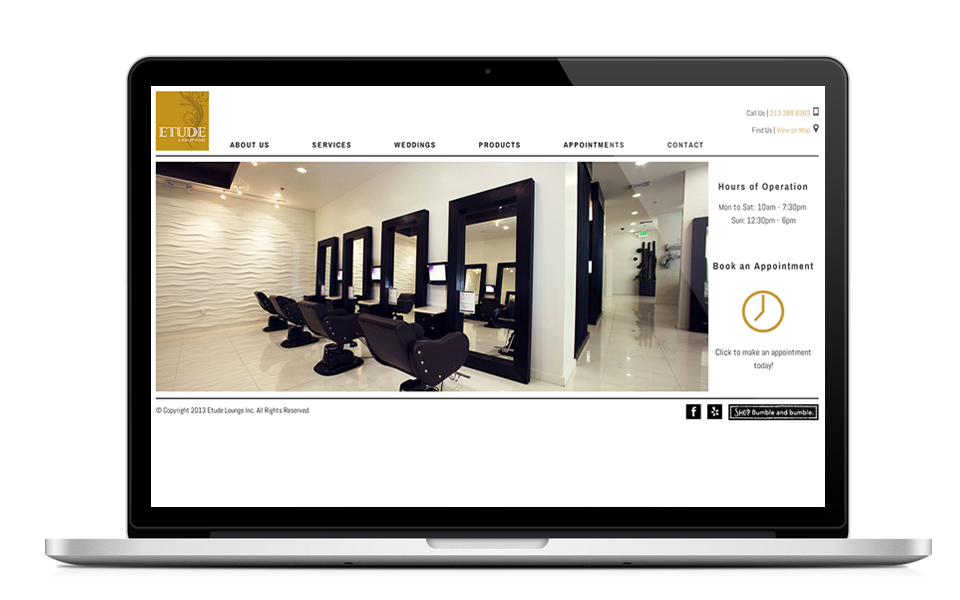 ETUDE
LOUNGE
Call Us | 213.388.6969
Find Us | View on Map
ABOUT US SERVICES WEDDINGS PRODUCTS APPOINTMENTS CONTACT
Hours of Operation
Mon to Sat: 10am - 7:30pm
Sun: 12:30pm - 6pm
Book an Appointment
Click to make an appointment
today!
© Copyright 2013 Etude Lounge Inc. All Rights Reserved.
f
SHOP Bumble and bumble.